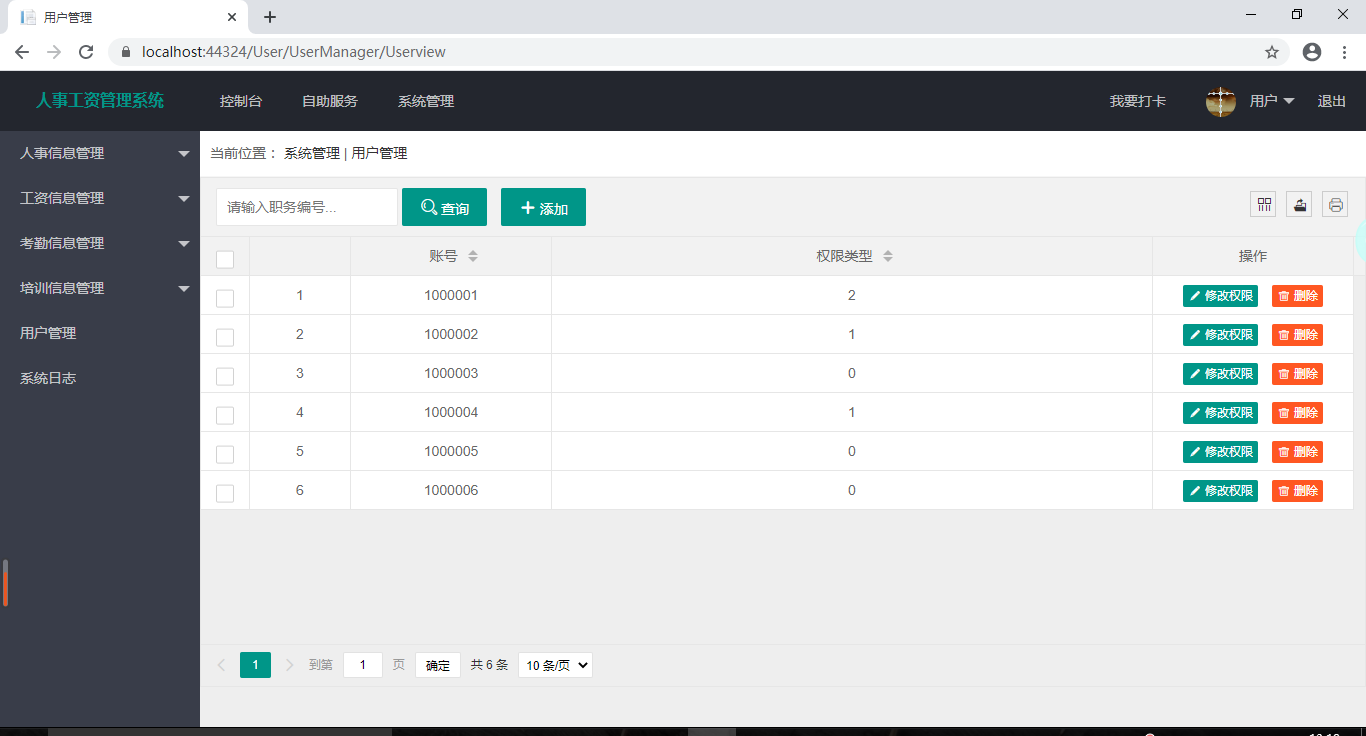 用户管理
localhost:44324/User/UserManager/Userview
人事工资管理系统 控制台 自助服务 系统管理 我要打卡 用户 退出
人事信息管理
工资信息管理
考勤信息管理
培训信息管理
用户管理
系统日志
当前位置： 系统管理 | 用户管理
请输入职务编号... 查询 添加
账号 权限类型 操作
1 1000001 2 修改权限 删除
2 1000002 1 修改权限 删除
3 1000003 0 修改权限 删除
4 1000004 1 修改权限 删除
5 1000005 0 修改权限 删除
6 1000006 0 修改权限 删除
1 到第 1 页 确定 共 6 条 10 条/页